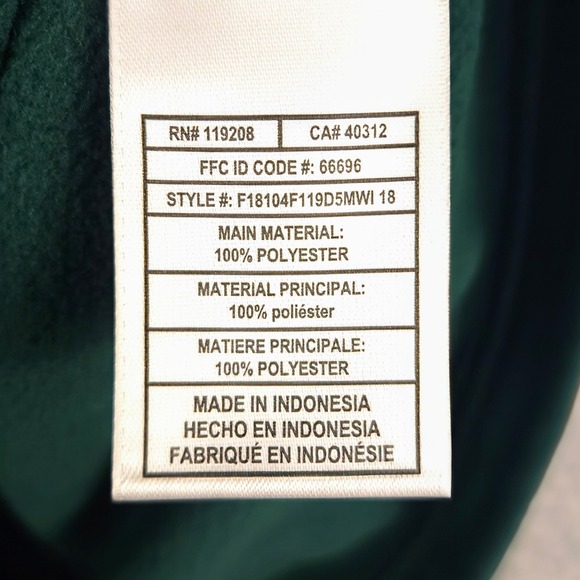 RN# 119208 CA# 40312
FFC ID CODE #: 66696
STYLE #: F18104F119D5MWI 18
MAIN MATERIAL:
100% POLYESTER
MATERIAL PRINCIPAL:
100% poliéster
MATIERE PRINCIPALE:
100% POLYESTER
MADE IN INDONESIA
HECHO EN INDONESIA
FABRIQUÉ EN INDONÉSIE